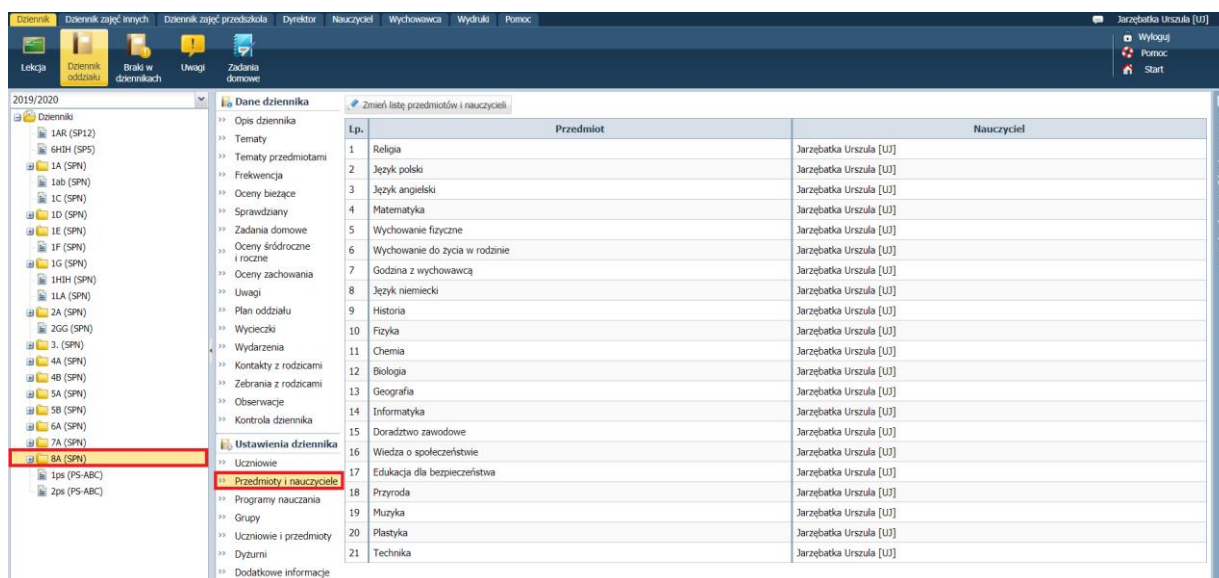 Dziennik Dziennik zajęć innych Dziennik zajęć przedszkola Dyrektor Nauczyciel Wychowawca Wydruki Pomoc Jarzębatka Urszula [UJ]
Lekcja
Dziennik oddziału
Braki w dziennikach
Uwagi
Zadania domowe
Wyloguj
Pomoc
Start
2019/2020
Dzienniki
1AR (SP12)
6HIH (SP5)
1A (SPN)
1ab (SPN)
1C (SPN)
1D (SPN)
1E (SPN)
1F (SPN)
1G (SPN)
1HIH (SPN)
1LA (SPN)
2A (SPN)
2GG (SPN)
3. (SPN)
4A (SPN)
4B (SPN)
5A (SPN)
5B (SPN)
6A (SPN)
7A (SPN)
8A (SPN)
1ps (PS-ABC)
2ps (PS-ABC)
Dane dziennika
Opis dziennika
Tematy
Tematy przedmiotami
Frekwencja
Oceny bieżące
Sprawdziany
Zadania domowe
Oceny śródroczne
i roczne
Oceny zachowania
Uwagi
Plan oddziału
Wycieczki
Wydarzenia
Kontakty z rodzicami
Zebrania z rodzicami
Obserwacje
Kontrola dziennika
Ustawienia dziennika
Uczniowie
Przedmioty i nauczyciele
Programy nauczania
Grupy
Uczniowie i przedmioty
Dyżurni
Dodatkowe informacje
Zmień listę przedmiotów i nauczycieli
Lp. Przedmiot Nauczyciel
1 Religia Jarzębatka Urszula [UJ]
2 Język polski Jarzębatka Urszula [UJ]
3 Język angielski Jarzębatka Urszula [UJ]
4 Matematyka Jarzębatka Urszula [UJ]
5 Wychowanie fizyczne Jarzębatka Urszula [UJ]
6 Wychowanie do życia w rodzinie Jarzębatka Urszula [UJ]
7 Godzina z wychowawcą Jarzębatka Urszula [UJ]
8 Język niemiecki Jarzębatka Urszula [UJ]
9 Historia Jarzębatka Urszula [UJ]
10 Fizyka Jarzębatka Urszula [UJ]
11 Chemia Jarzębatka Urszula [UJ]
12 Biologia Jarzębatka Urszula [UJ]
13 Geografia Jarzębatka Urszula [UJ]
14 Informatyka Jarzębatka Urszula [UJ]
15 Doradztwo zawodowe Jarzębatka Urszula [UJ]
16 Wiedza o społeczeństwie Jarzębatka Urszula [UJ]
17 Edukacja dla bezpieczeństwa Jarzębatka Urszula [UJ]
18 Przyroda Jarzębatka Urszula [UJ]
19 Muzyka Jarzębatka Urszula [UJ]
20 Plastyka Jarzębatka Urszula [UJ]
21 Technika Jarzębatka Urszula [UJ]